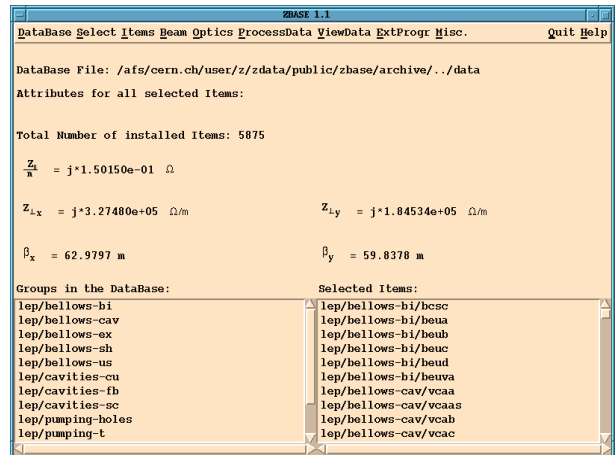 ZBASE 1.1
DataBase Select Items Beam Optics ProcessData ViewData ExtProgr Misc. Quit Help
DataBase File: /afs/cern.ch/user/z/zdata/public/zbase/archive/../data
Attributes for all selected Items:
Total Number of installed Items: 5875
Z∥/n = j*1.50150e-01 Ω
Z⊥x = j*3.27480e+05 Ω/m Z⊥y = j*1.84534e+05 Ω/m
βx = 62.9797 m βy = 59.8378 m
Groups in the DataBase: Selected Items:
lep/bellows-bi lep/bellows-bi/bcsc
lep/bellows-cav lep/bellows-bi/beua
lep/bellows-ex lep/bellows-bi/beub
lep/bellows-sh lep/bellows-bi/beuc
lep/bellows-us lep/bellows-bi/beud
lep/cavities-cu lep/bellows-bi/beuva
lep/cavities-fb lep/bellows-cav/vcaa
lep/cavities-sc lep/bellows-cav/vcaas
lep/pumping-holes lep/bellows-cav/vcab
lep/pumping-t lep/bellows-cav/vcac